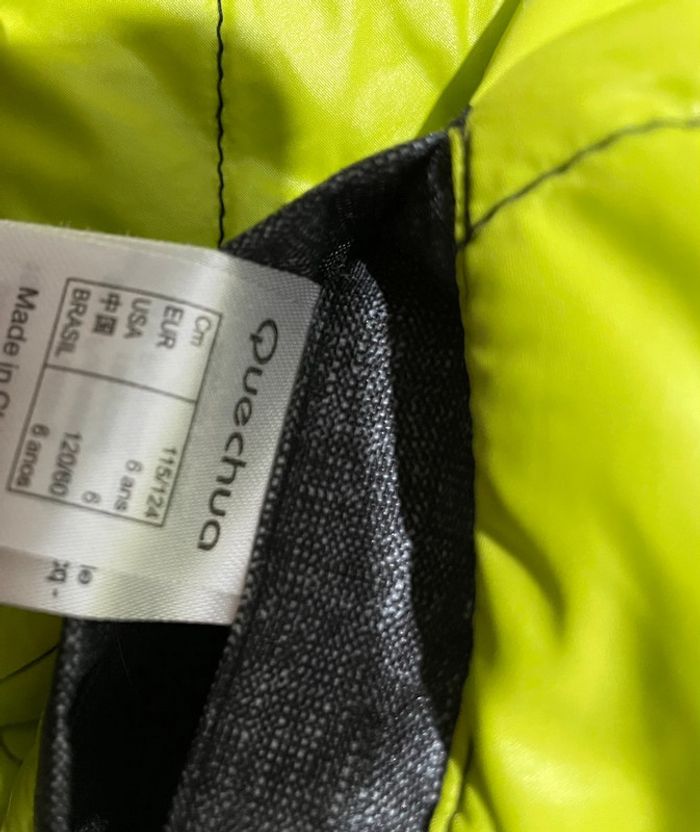 Quechua
Cm 115/124
EUR 6 ans
USA 6
中国 120/60
BRASIL 6 anos
Made in